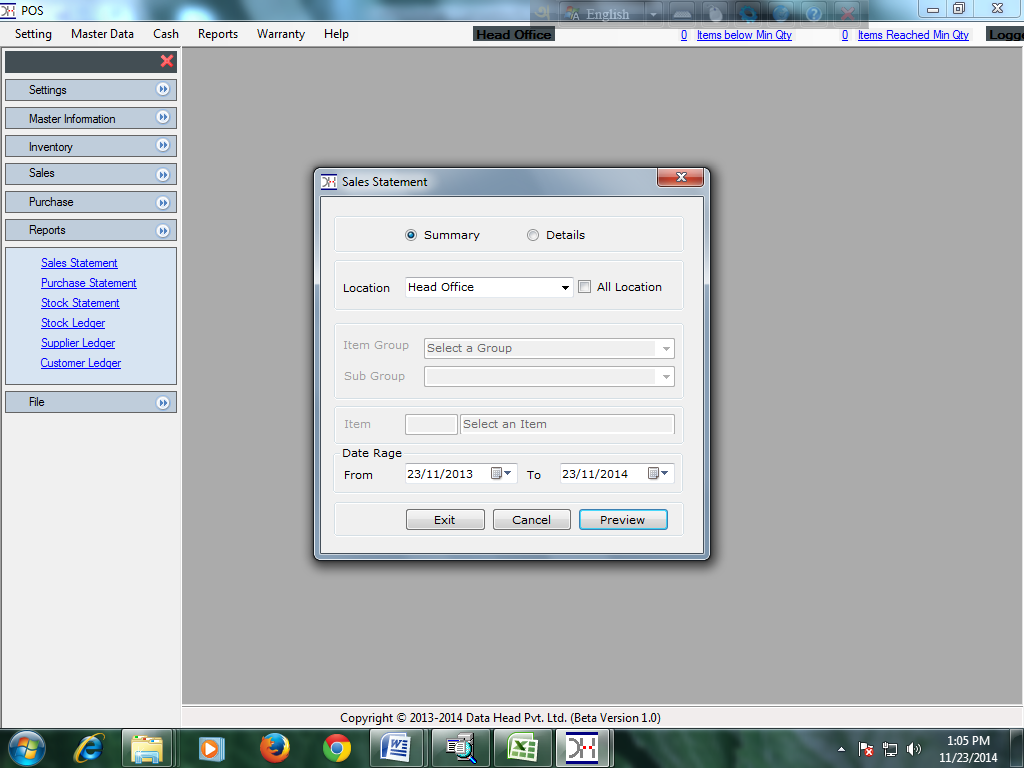 POS
English
Setting Master Data Cash Reports Warranty Help Head Office 0 Items below Min Qty 0 Items Reached Min Qty Logge
Settings
Master Information
Inventory
Sales
Purchase
Reports
Sales Statement
Purchase Statement
Stock Statement
Stock Ledger
Supplier Ledger
Customer Ledger
File
Sales Statement
Summary Details
Location Head Office All Location
Item Group Select a Group
Sub Group
Item Select an Item
Date Rage
From 23/11/2013 To 23/11/2014
Exit Cancel Preview
Copyright © 2013-2014 Data Head Pvt. Ltd. (Beta Version 1.0)
1:05 PM
11/23/2014